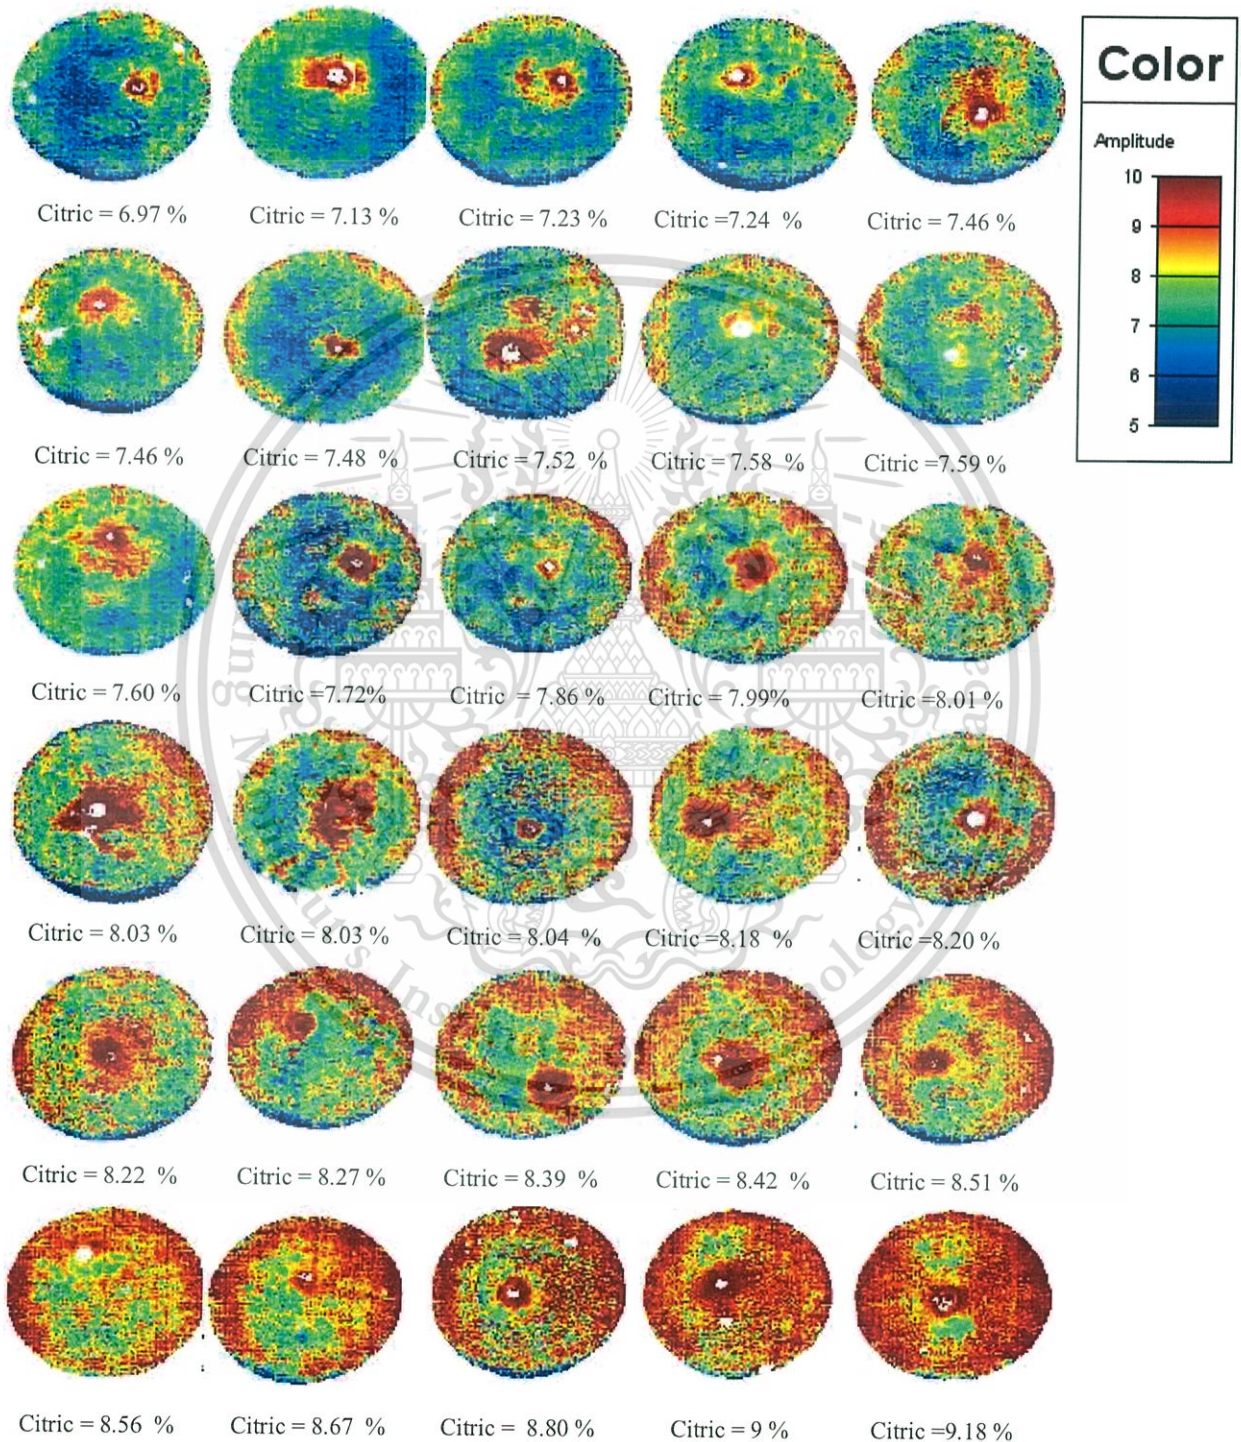 Color
Amplitude
10
9
8
7
6
5
Citric = 6.97 %
Citric = 7.13 %
Citric = 7.23 %
Citric =7.24 %
Citric = 7.46 %
Citric = 7.46 %
Citric = 7.48 %
Citric = 7.52 %
Citric = 7.58 %
Citric =7.59 %
Citric = 7.60 %
Citric =7.72%
Citric = 7.86 %
Citric = 7.99%
Citric =8.01 %
Citric = 8.03 %
Citric = 8.03 %
Citric = 8.04 %
Citric =8.18 %
Citric =8.20 %
Citric = 8.22 %
Citric = 8.27 %
Citric = 8.39 %
Citric = 8.42 %
Citric = 8.51 %
Citric = 8.56 %
Citric = 8.67 %
Citric = 8.80 %
Citric = 9 %
Citric =9.18 %